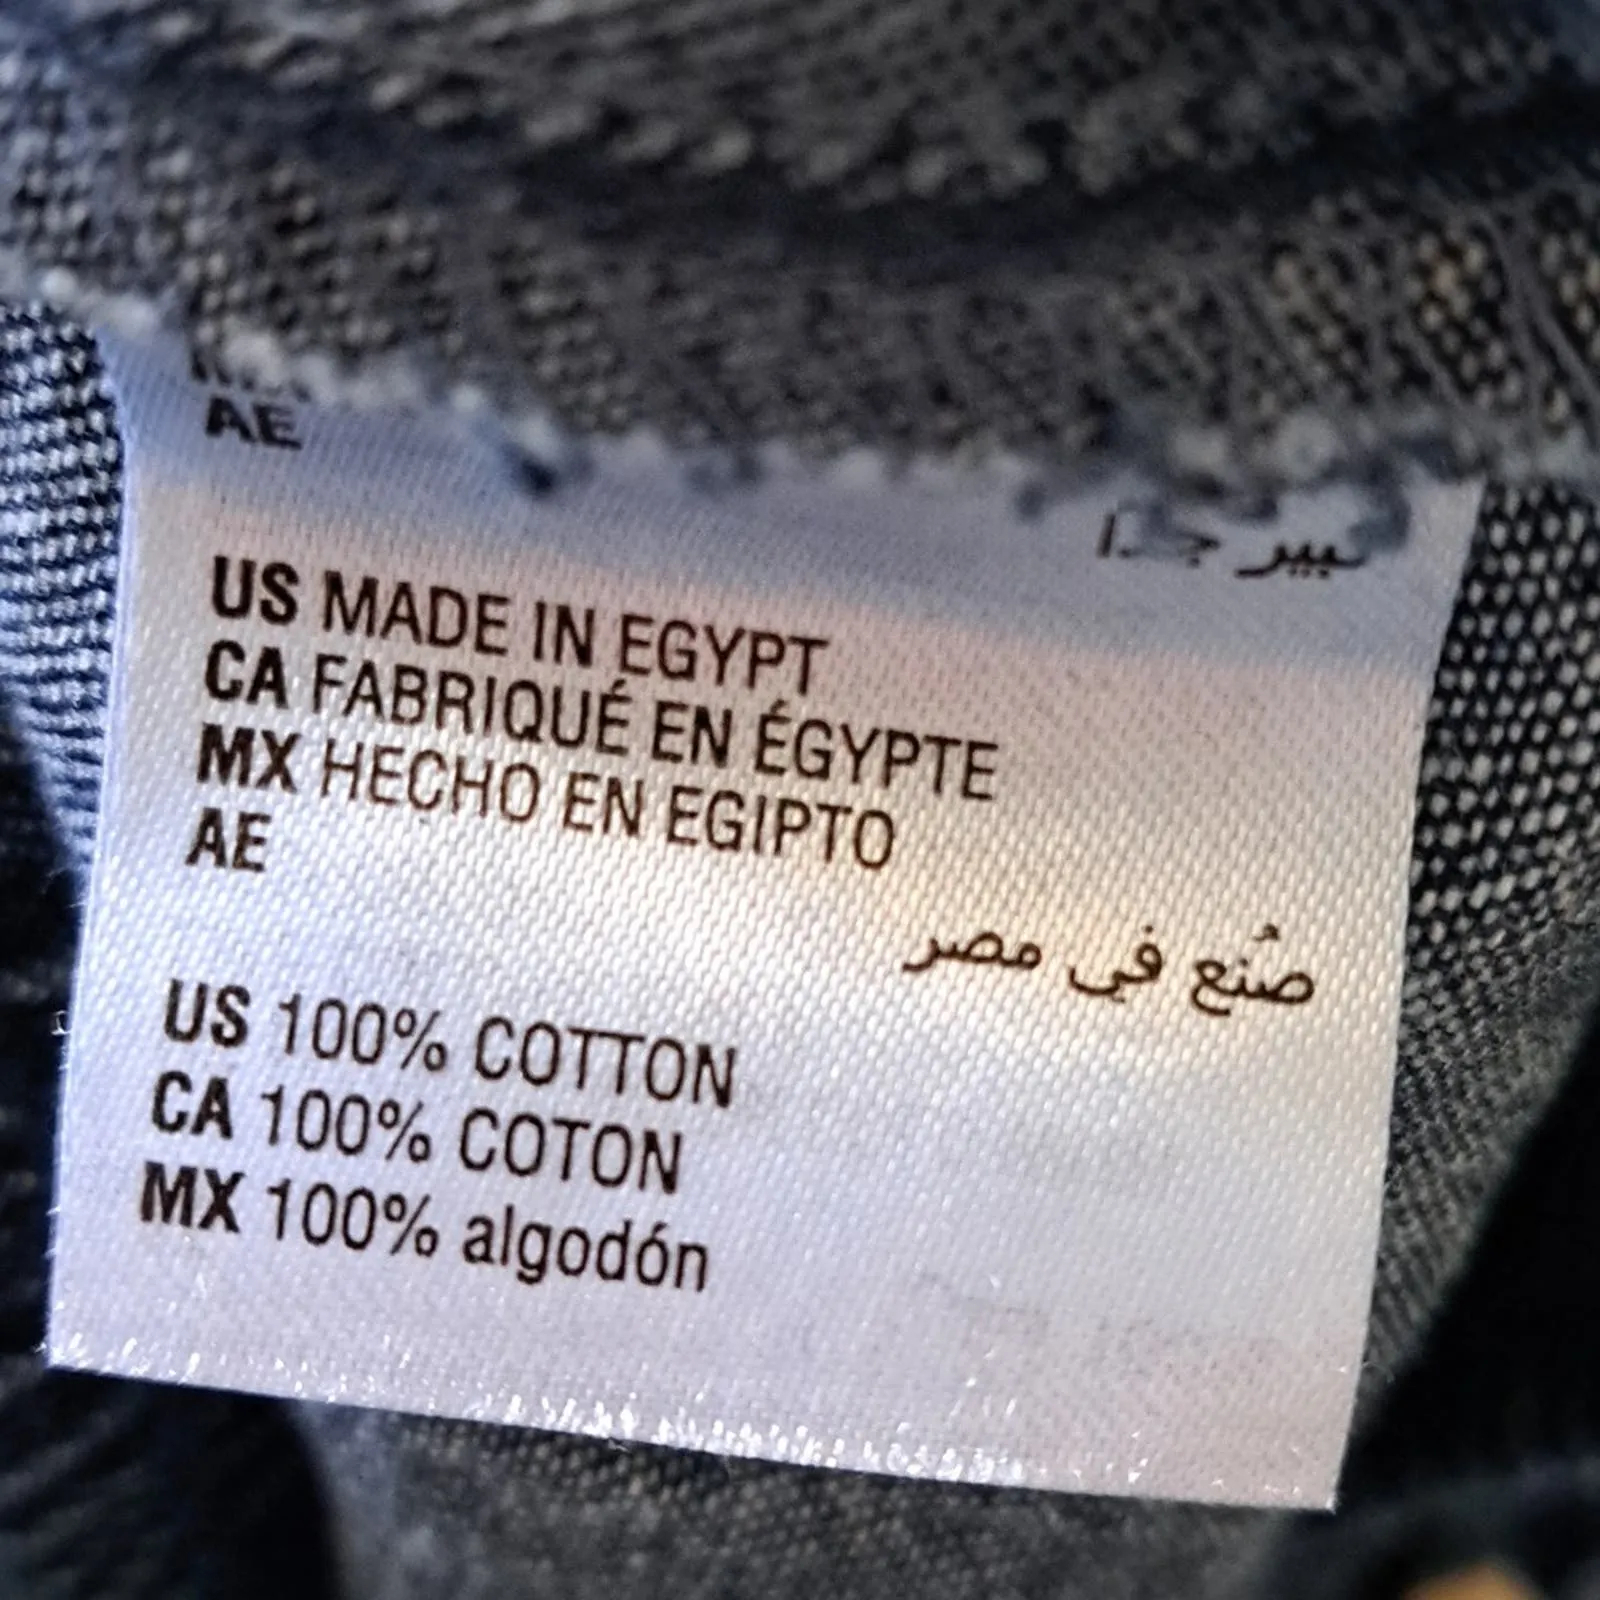 AE
جدا
US MADE IN EGYPT
CA FABRIQUÉ EN ÉGYPTE
MX HECHO EN EGIPTO
AE
صُنع في مصر
US 100% COTTON
CA 100% COTON
MX 100% algodón